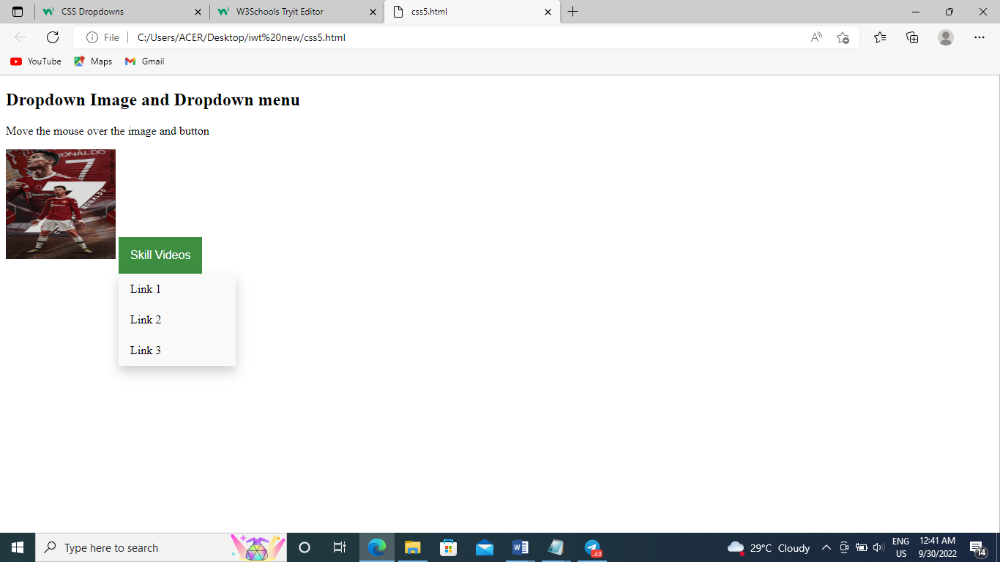 CSS Dropdowns
W3Schools Tryit Editor
css5.html
File
C:/Users/ACER/Desktop/iwt%20new/css5.html
YouTube
Maps
Gmail
Dropdown Image and Dropdown menu
Move the mouse over the image and button
RONALDO
7
RONALDO
Skill Videos
Link 1
Link 2
Link 3
Type here to search
.43
29°C Cloudy
ENG
US
12:41 AM
9/30/2022
14